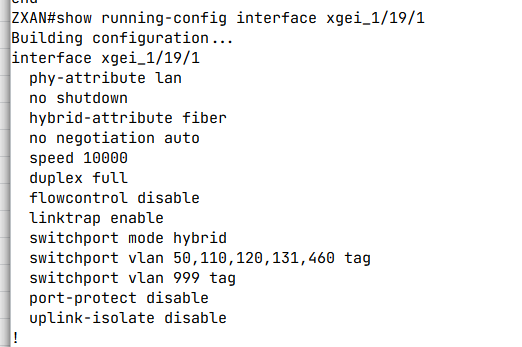 ZXAN#show running-config interface xgei_1/19/1
Building configuration...
interface xgei_1/19/1
  phy-attribute lan
  no shutdown
  hybrid-attribute fiber
  no negotiation auto
  speed 10000
  duplex full
  flowcontrol disable
  linktrap enable
  switchport mode hybrid
  switchport vlan 50,110,120,131,460 tag
  switchport vlan 999 tag
  port-protect disable
  uplink-isolate disable
!